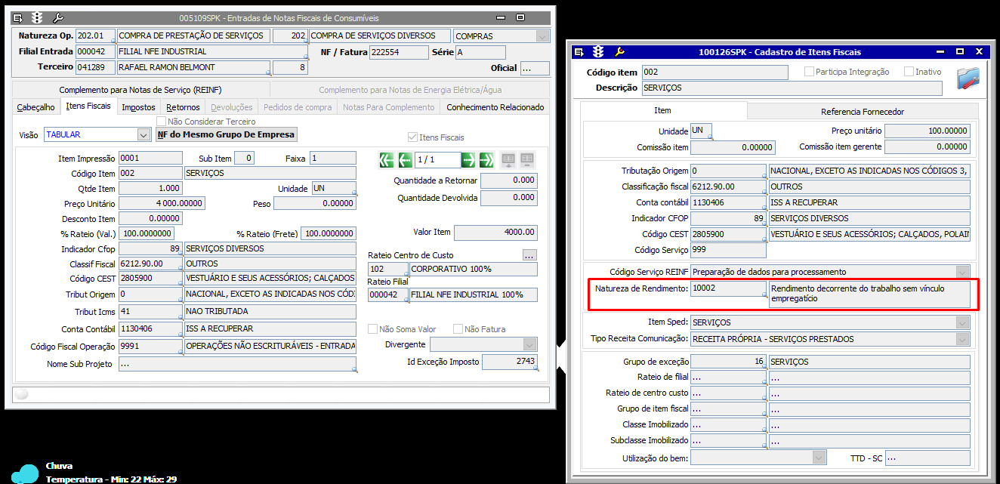 005109SPK - Entradas de Notas Fiscais de Consumíveis
Natureza Op. 202.01 COMPRA DE PRESTAÇÃO DE SERVIÇOS 202 COMPRA DE SERVIÇOS DIVERSOS COMPRAS
Filial Entrada 000042 FILIAL NFE INDUSTRIAL NF / Fatura 222554 Série A
Terceiro 041289 RAFAEL RAMON BELMONT 8 Oficial ...
Complemento para Notas de Serviço (REINF) Complemento para Notas de Energia Elétrica/Água
Cabeçalho Itens Fiscais Impostos Retornos Devoluções Pedidos de compra Notas Para Complemento Conhecimento Relacionado
Não Considerar Terceiro
Visão TABULAR NF do Mesmo Grupo De Empresa Itens Fiscais
Item Impressão 0001 Sub Item 0 Faixa 1 1 / 1
Código Item 002 SERVIÇOS
Qtde Item 1.000 Unidade UN Quantidade a Retornar 0.000
Preço Unitário 4 000.00000 Peso 0.00000 Quantidade Devolvida 0.000
Desconto Item 0.00000
% Rateio (Val.) 100.0000000 % Rateio (Frete) 100.0000000 Valor Item 4000.00
Indicador Cfop 89 SERVIÇOS DIVERSOS
Rateio Centro de Custo ...
Classif Fiscal 6212.90.00 OUTROS 102 CORPORATIVO 100%
Código CEST 2805900 VESTUÁRIO E SEUS ACESSÓRIOS; CALÇADOS Rateio Filial
Tribut Origem 0 NACIONAL, EXCETO AS INDICADAS NOS CÓDI 000042 FILIAL NFE INDUSTRIAL 100%
Tribut Icms 41 NAO TRIBUTADA
Conta Contábil 1130406 ISS A RECUPERAR Não Soma Valor Não Fatura
Código Fiscal Operação 9991 OPERAÇÕES NÃO ESCRITURÁVEIS - ENTRADA Divergente
Nome Sub Projeto ... Id Exceção Imposto 2743
Chuva
Temperatura - Min: 22 Máx: 29
100126SPK - Cadastro de Itens Fiscais
Código item 002 Participa Integração Inativo
Descrição SERVIÇOS
Item Referencia Fornecedor
Unidade UN Preço unitário 100.00000
Comissão item 0.00000 Comissão item gerente 0.00000
Tributação Origem 0 NACIONAL, EXCETO AS INDICADAS NOS CÓDIGOS 3,
Classificação fiscal 6212.90.00 OUTROS
Conta contábil 1130406 ISS A RECUPERAR
Indicador CFOP 89 SERVIÇOS DIVERSOS
Código CEST 2805900 VESTUÁRIO E SEUS ACESSÓRIOS; CALÇADOS, POLAIN
Código Serviço 999
Código Serviço REINF Preparação de dados para processamento
Natureza de Rendimento: 10002 Rendimento decorrente do trabalho sem vínculo
empregatício
Item Sped: SERVIÇOS
Tipo Receita Comunicação: RECEITA PRÓPRIA - SERVIÇOS PRESTADOS
Grupo de exceção 16 SERVIÇOS
Rateio de filial ... ...
Rateio de centro custo ... ...
Grupo de item fiscal ... ...
Classe Imobilizado ... ...
Subclasse Imobilizado ... ...
Utilização do bem: TTD - SC ...